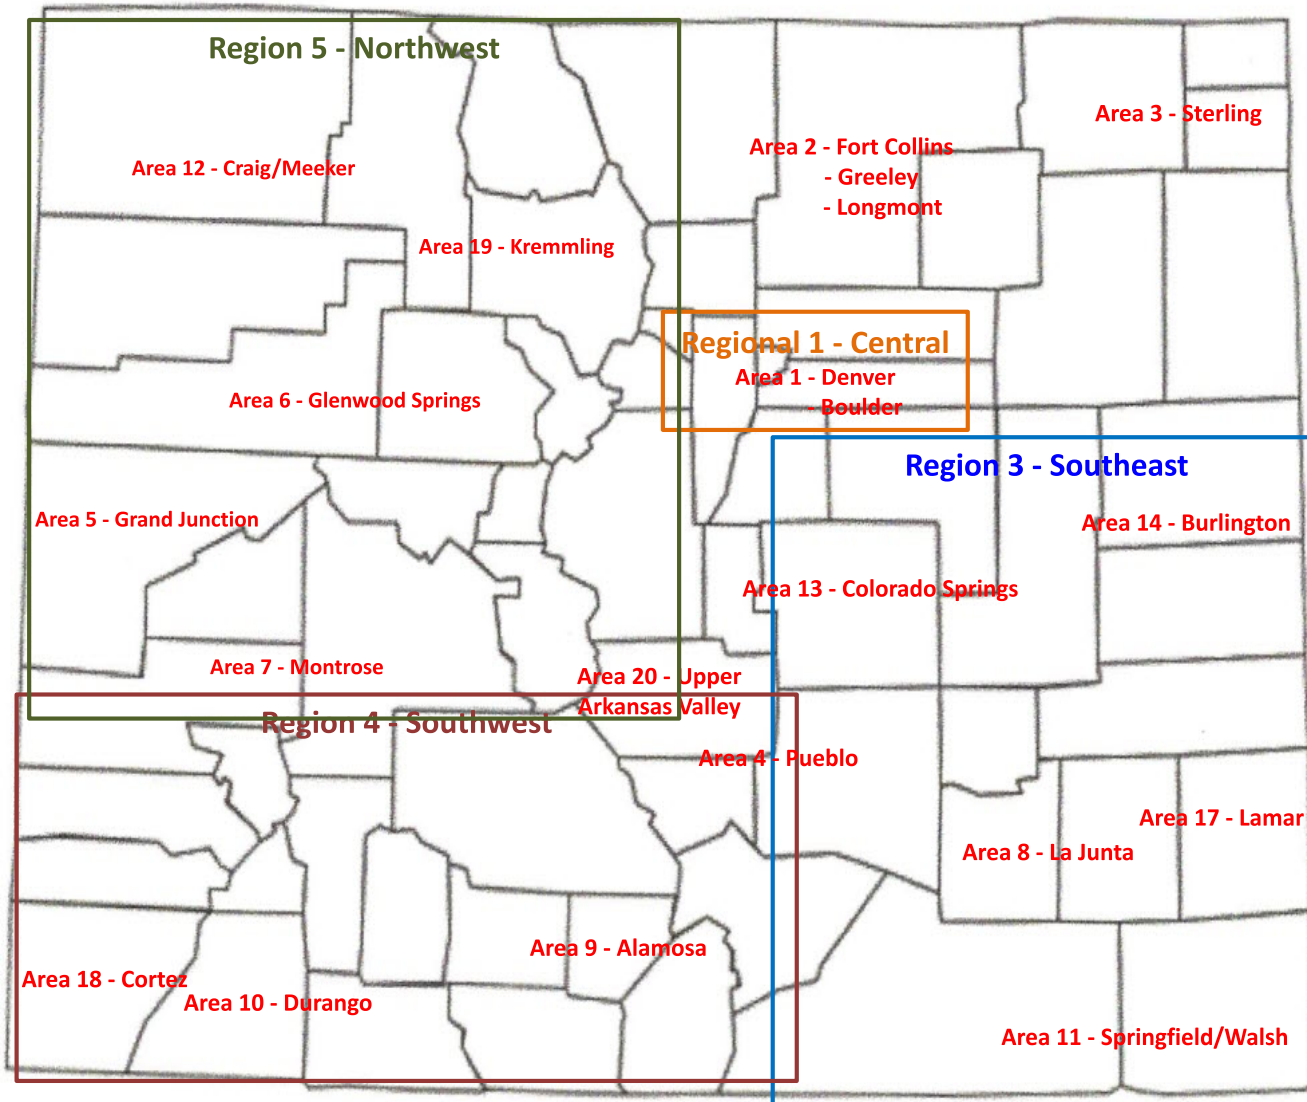 Region 5 - Northwest
Area 3 - Sterling
Area 2 - Fort Collins
- Greeley
- Longmont
Area 12 - Craig/Meeker
Area 19 - Kremmling
Regional 1 - Central
Area 1 - Denver
- Boulder
Area 6 - Glenwood Springs
Region 3 - Southeast
Area 5 - Grand Junction
Area 14 - Burlington
Area 13 - Colorado Springs
Area 7 - Montrose
Area 20 - Upper
Arkansas Valley
Region 4 - Southwest
Area 4 - Pueblo
Area 17 - Lamar
Area 8 - La Junta
Area 9 - Alamosa
Area 18 - Cortez
Area 10 - Durango
Area 11 - Springfield/Walsh